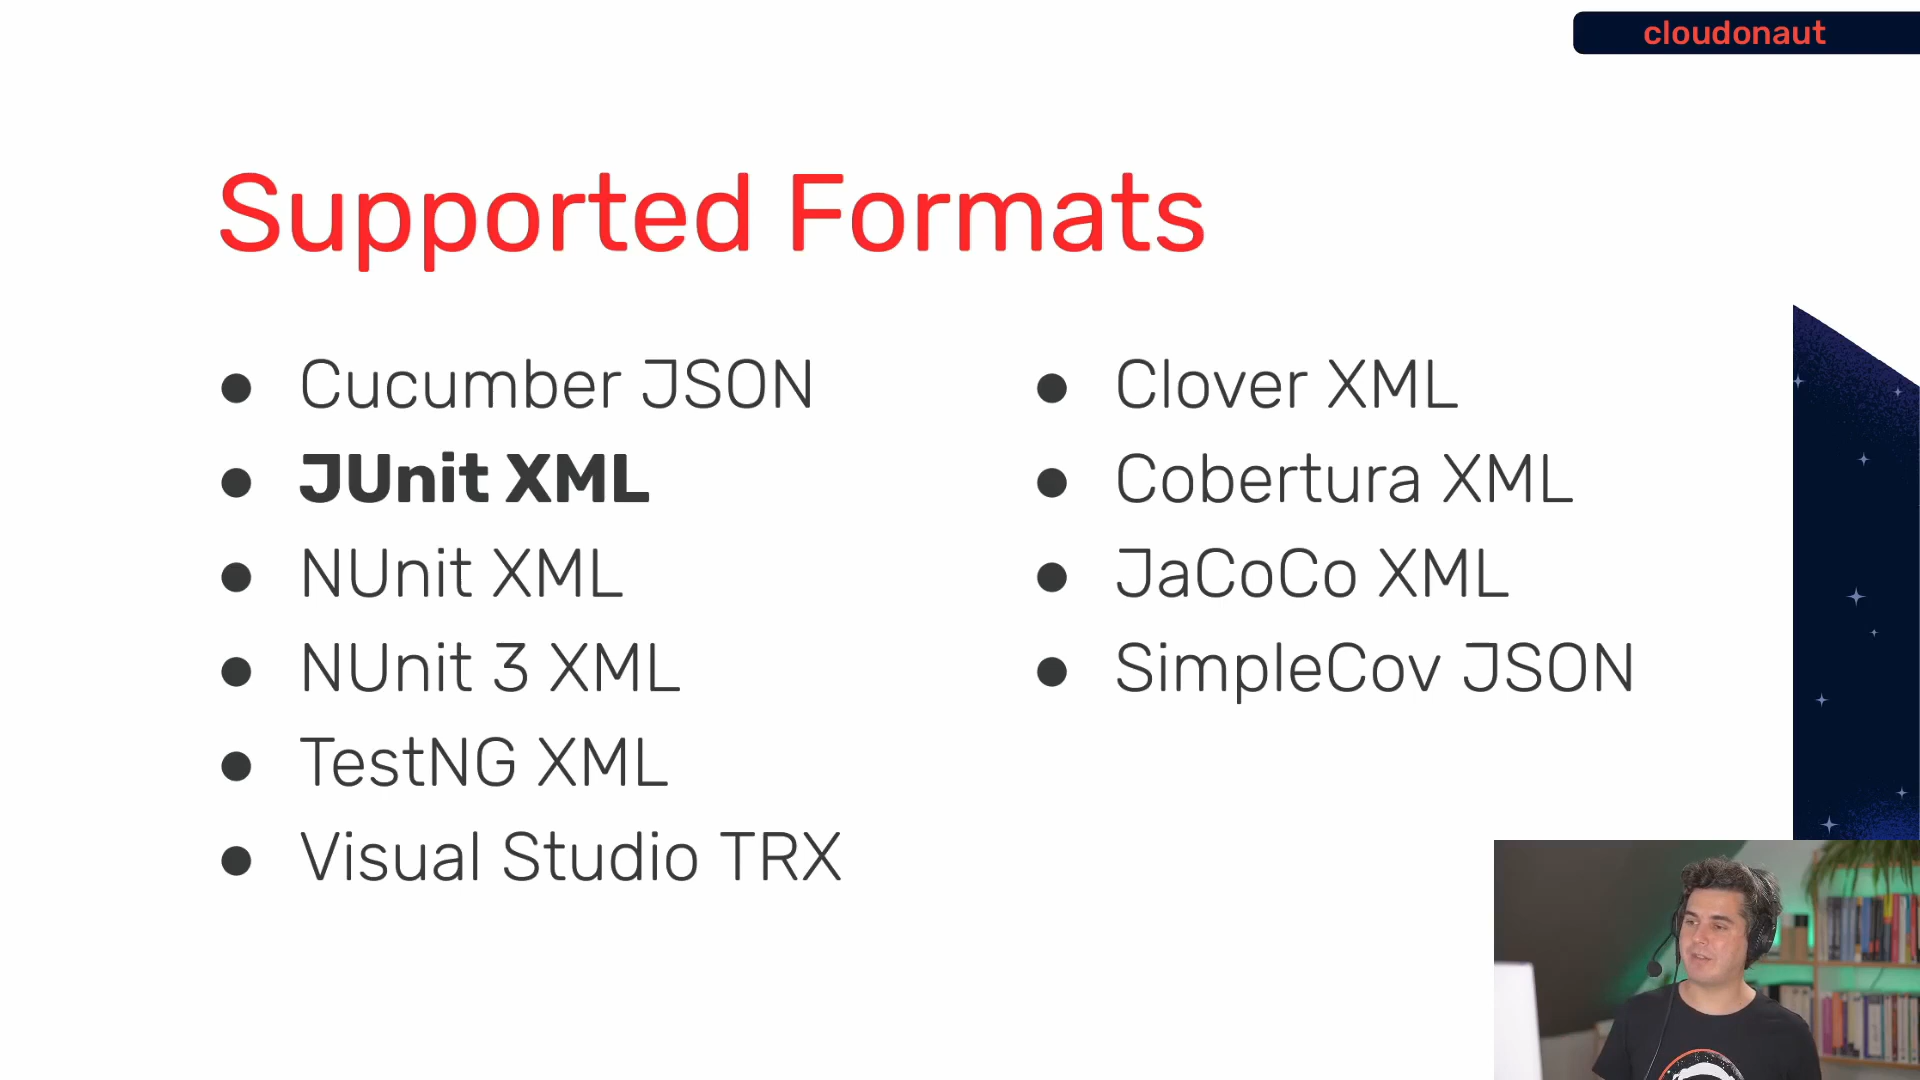 cloudonaut
Supported Formats
● Cucumber JSON
● JUnit XML
● NUnit XML
● NUnit 3 XML
● TestNG XML
● Visual Studio TRX
● Clover XML
● Cobertura XML
● JaCoCo XML
● SimpleCov JSON